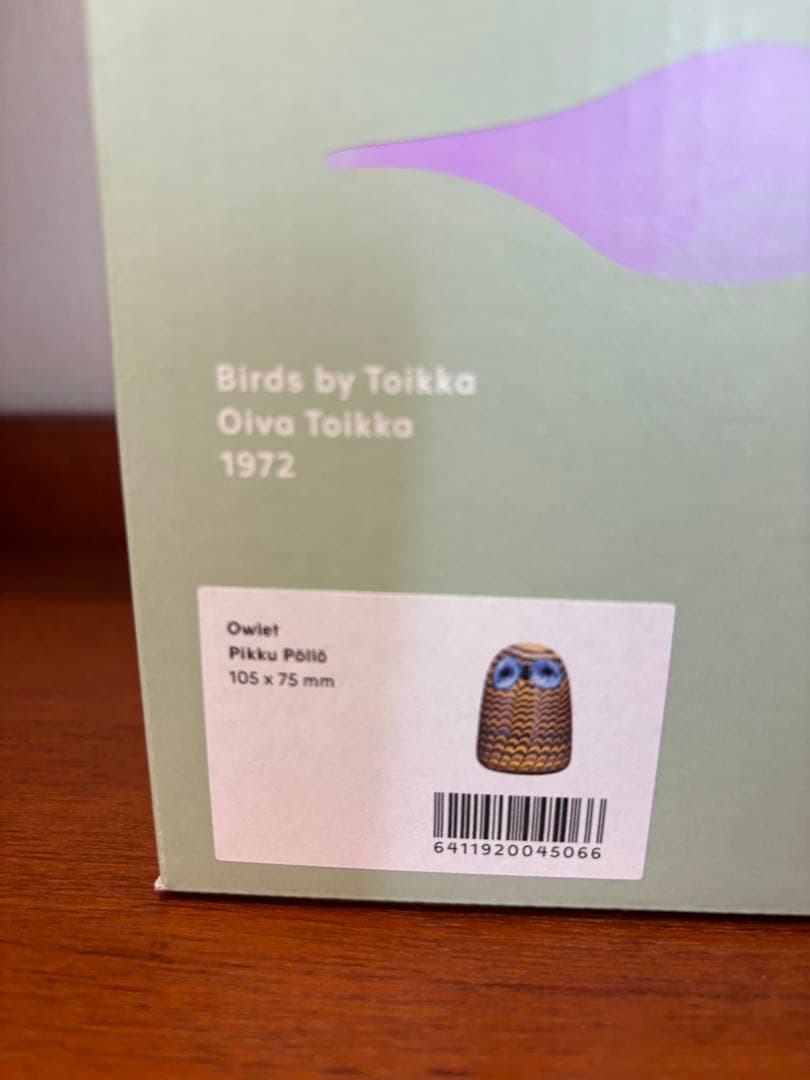 Birds by Toikka
Oiva Toikka
1972
Owlet
Pikku Pöllö
105 x 75 mm
6411920045066